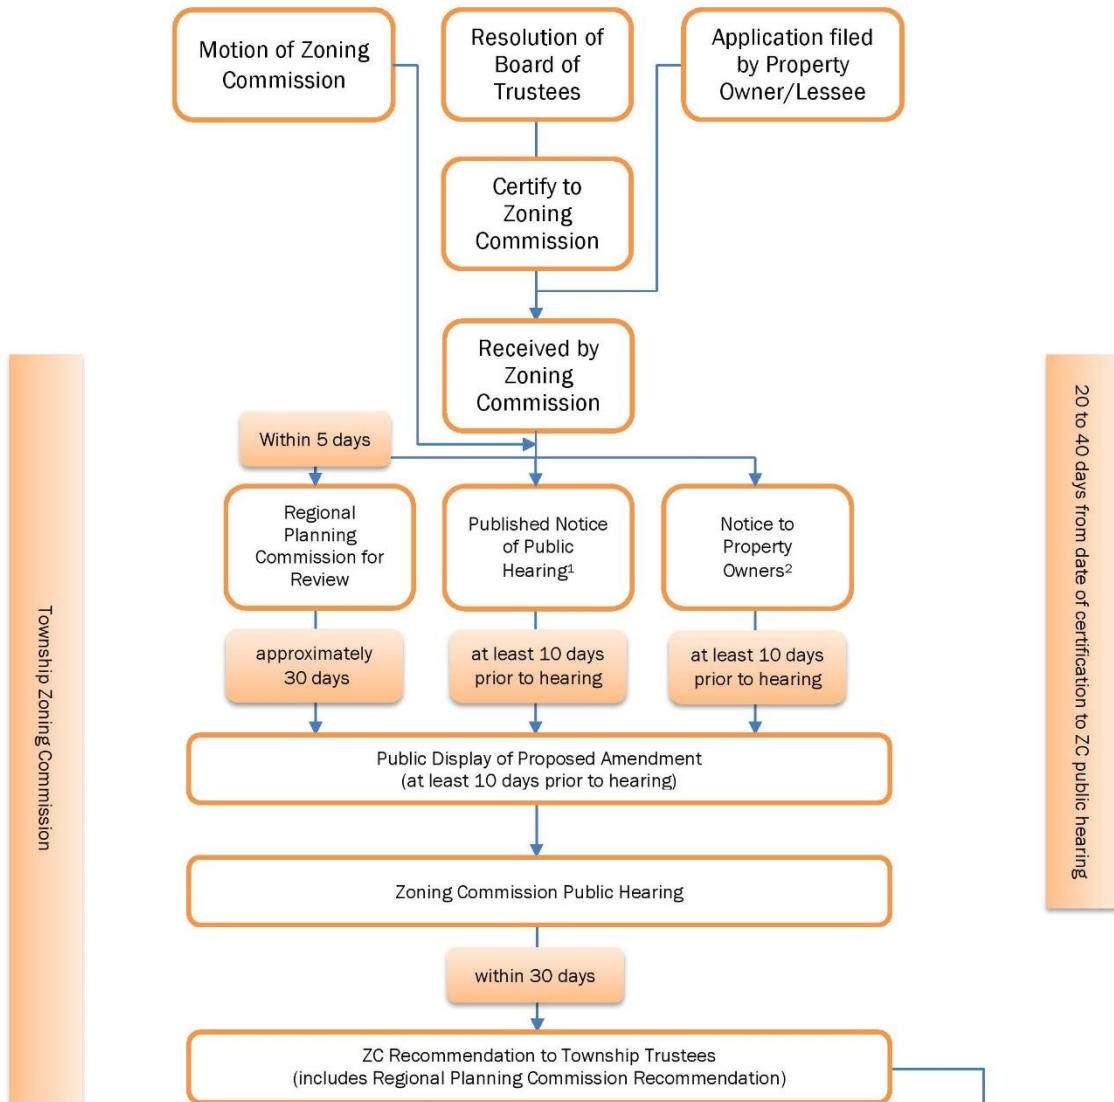 Motion of Zoning
Commission
Resolution of
Board of
Trustees
Application filed
by Property
Owner/Lessee
Certify to
Zoning
Commission
Received by
Zoning
Commission
Within 5 days
Regional
Planning
Commission for
Review
Published Notice
of Public
Hearing¹
Notice to
Property
Owners²
approximately
30 days
at least 10 days
prior to hearing
at least 10 days
prior to hearing
Public Display of Proposed Amendment
(at least 10 days prior to hearing)
Zoning Commission Public Hearing
within 30 days
ZC Recommendation to Township Trustees
(includes Regional Planning Commission Recommendation)
Township Zoning Commission
20 to 40 days from date of certification to ZC public hearing